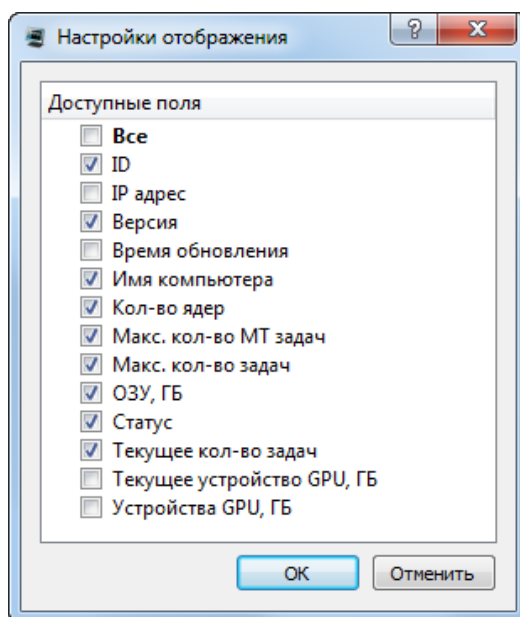 Настройки отображения
Доступные поля
Все
ID
IP адрес
Версия
Время обновления
Имя компьютера
Кол-во ядер
Макс. кол-во МТ задач
Макс. кол-во задач
ОЗУ, ГБ
Статус
Текущее кол-во задач
Текущее устройство GPU, ГБ
Устройства GPU, ГБ
ОК Отменить